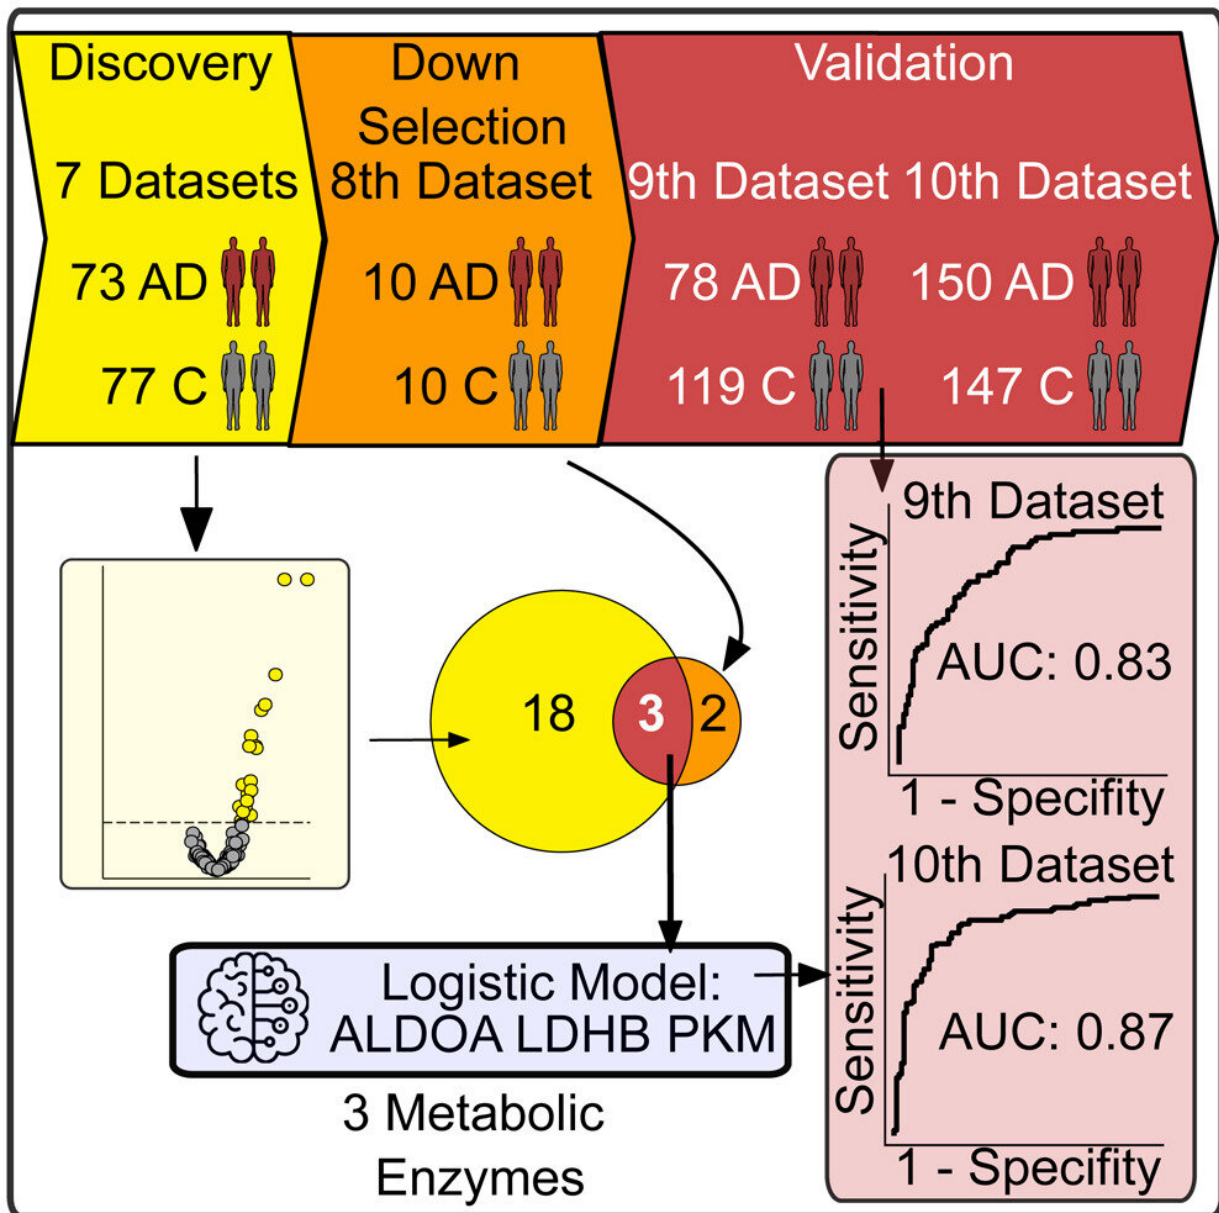 Discovery
7 Datasets
73 AD
77 C
Down
Selection
8th Dataset
10 AD
10 C
Validation
9th Dataset 10th Dataset
78 AD 150 AD
119 C 147 C
18 3 2
Logistic Model:
ALDOA LDHB PKM
3 Metabolic
Enzymes
9th Dataset
Sensitivity
AUC: 0.83
1 - Specifity
10th Dataset
Sensitivity
AUC: 0.87
1 - Specifity